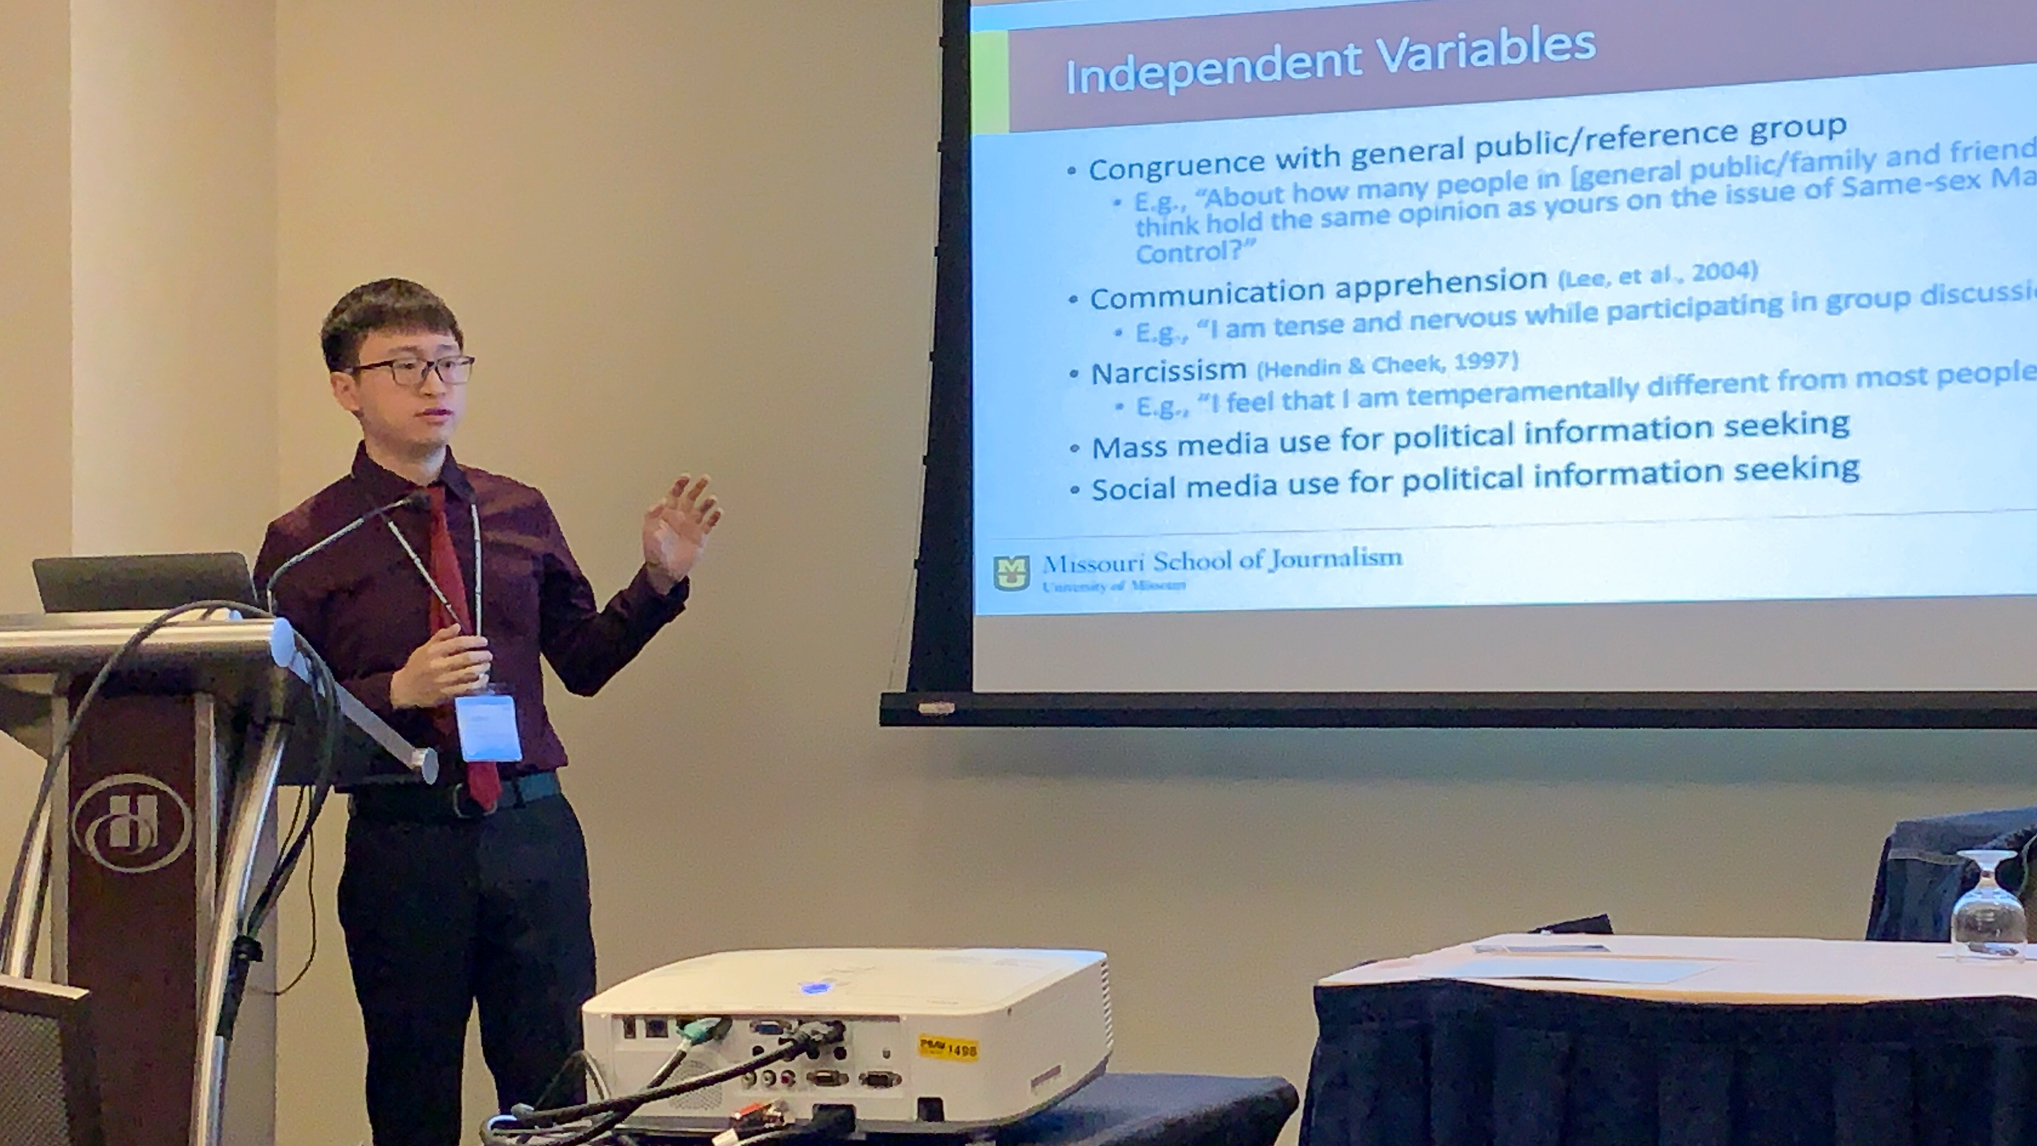 Independent Variables
• Congruence with general public/reference group
• E.g., “About how many people in [general public/family and friend
think hold the same opinion as yours on the issue of Same-sex Ma
Control?”
• Communication apprehension (Lee, et al., 2004)
• E.g., “I am tense and nervous while participating in group discussi
• Narcissism (Hendin & Cheek, 1997)
• E.g., “I feel that I am temperamentally different from most people
• Mass media use for political information seeking
• Social media use for political information seeking
MU
Missouri School of Journalism
University of Missouri
H
1498